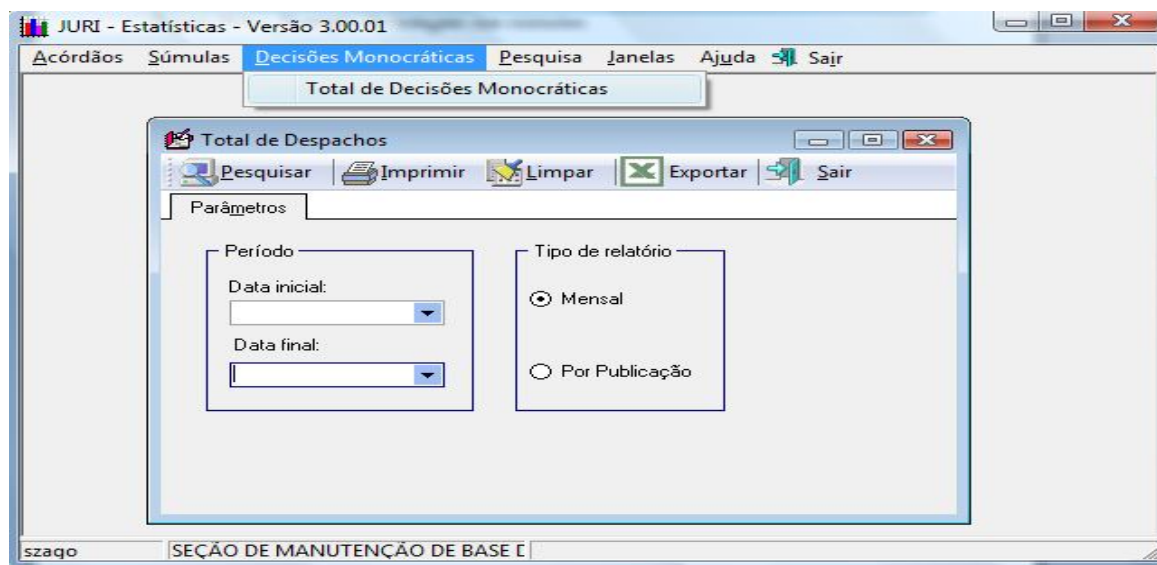 JURI - Estatísticas - Versão 3.00.01
Acórdãos Súmulas Decisões Monocráticas Pesquisa Janelas Ajuda Sair
Total de Decisões Monocráticas
Total de Despachos
Pesquisar Imprimir Limpar Exportar Sair
Parâmetros
Período Tipo de relatório
Data inicial:
Mensal
Data final:
Por Publicação
szago SEÇÃO DE MANUTENÇÃO DE BASE D